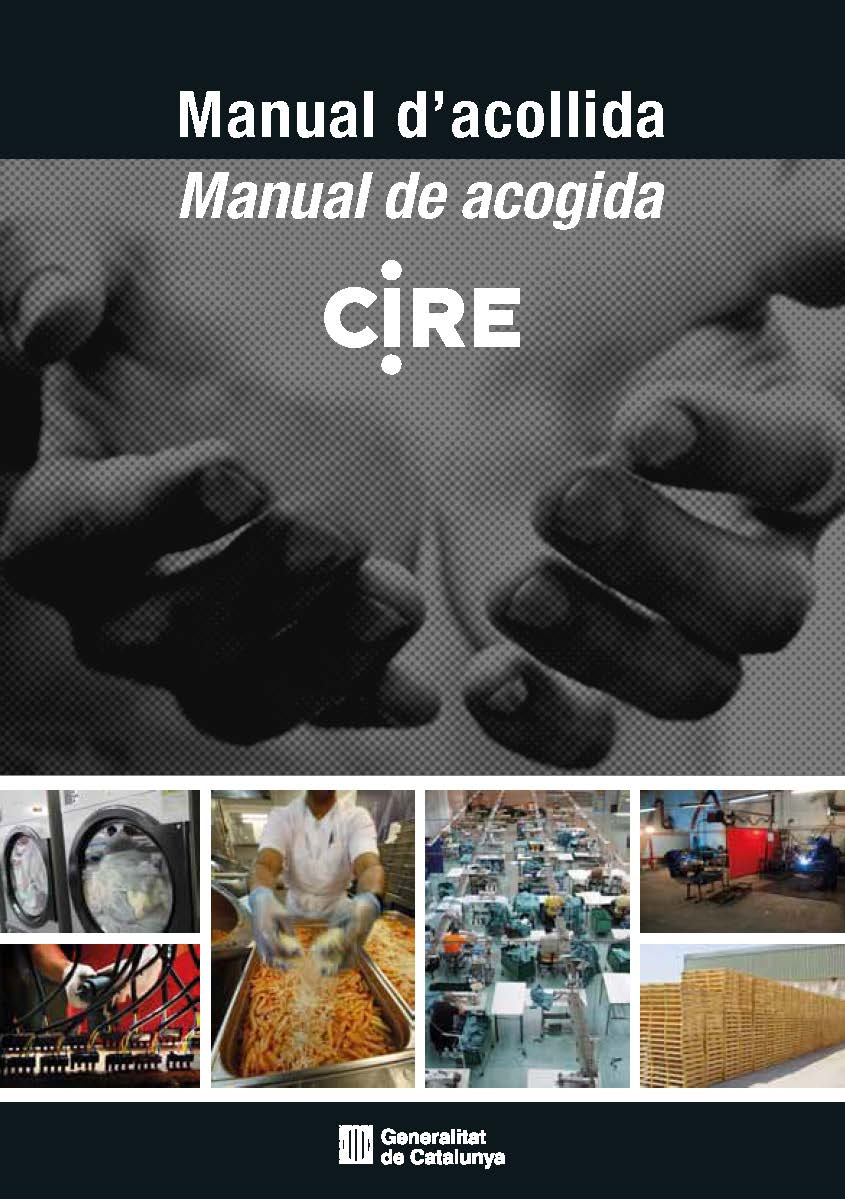 Manual d’acollida
Manual de acogida
CiRE
Generalitat
de Catalunya